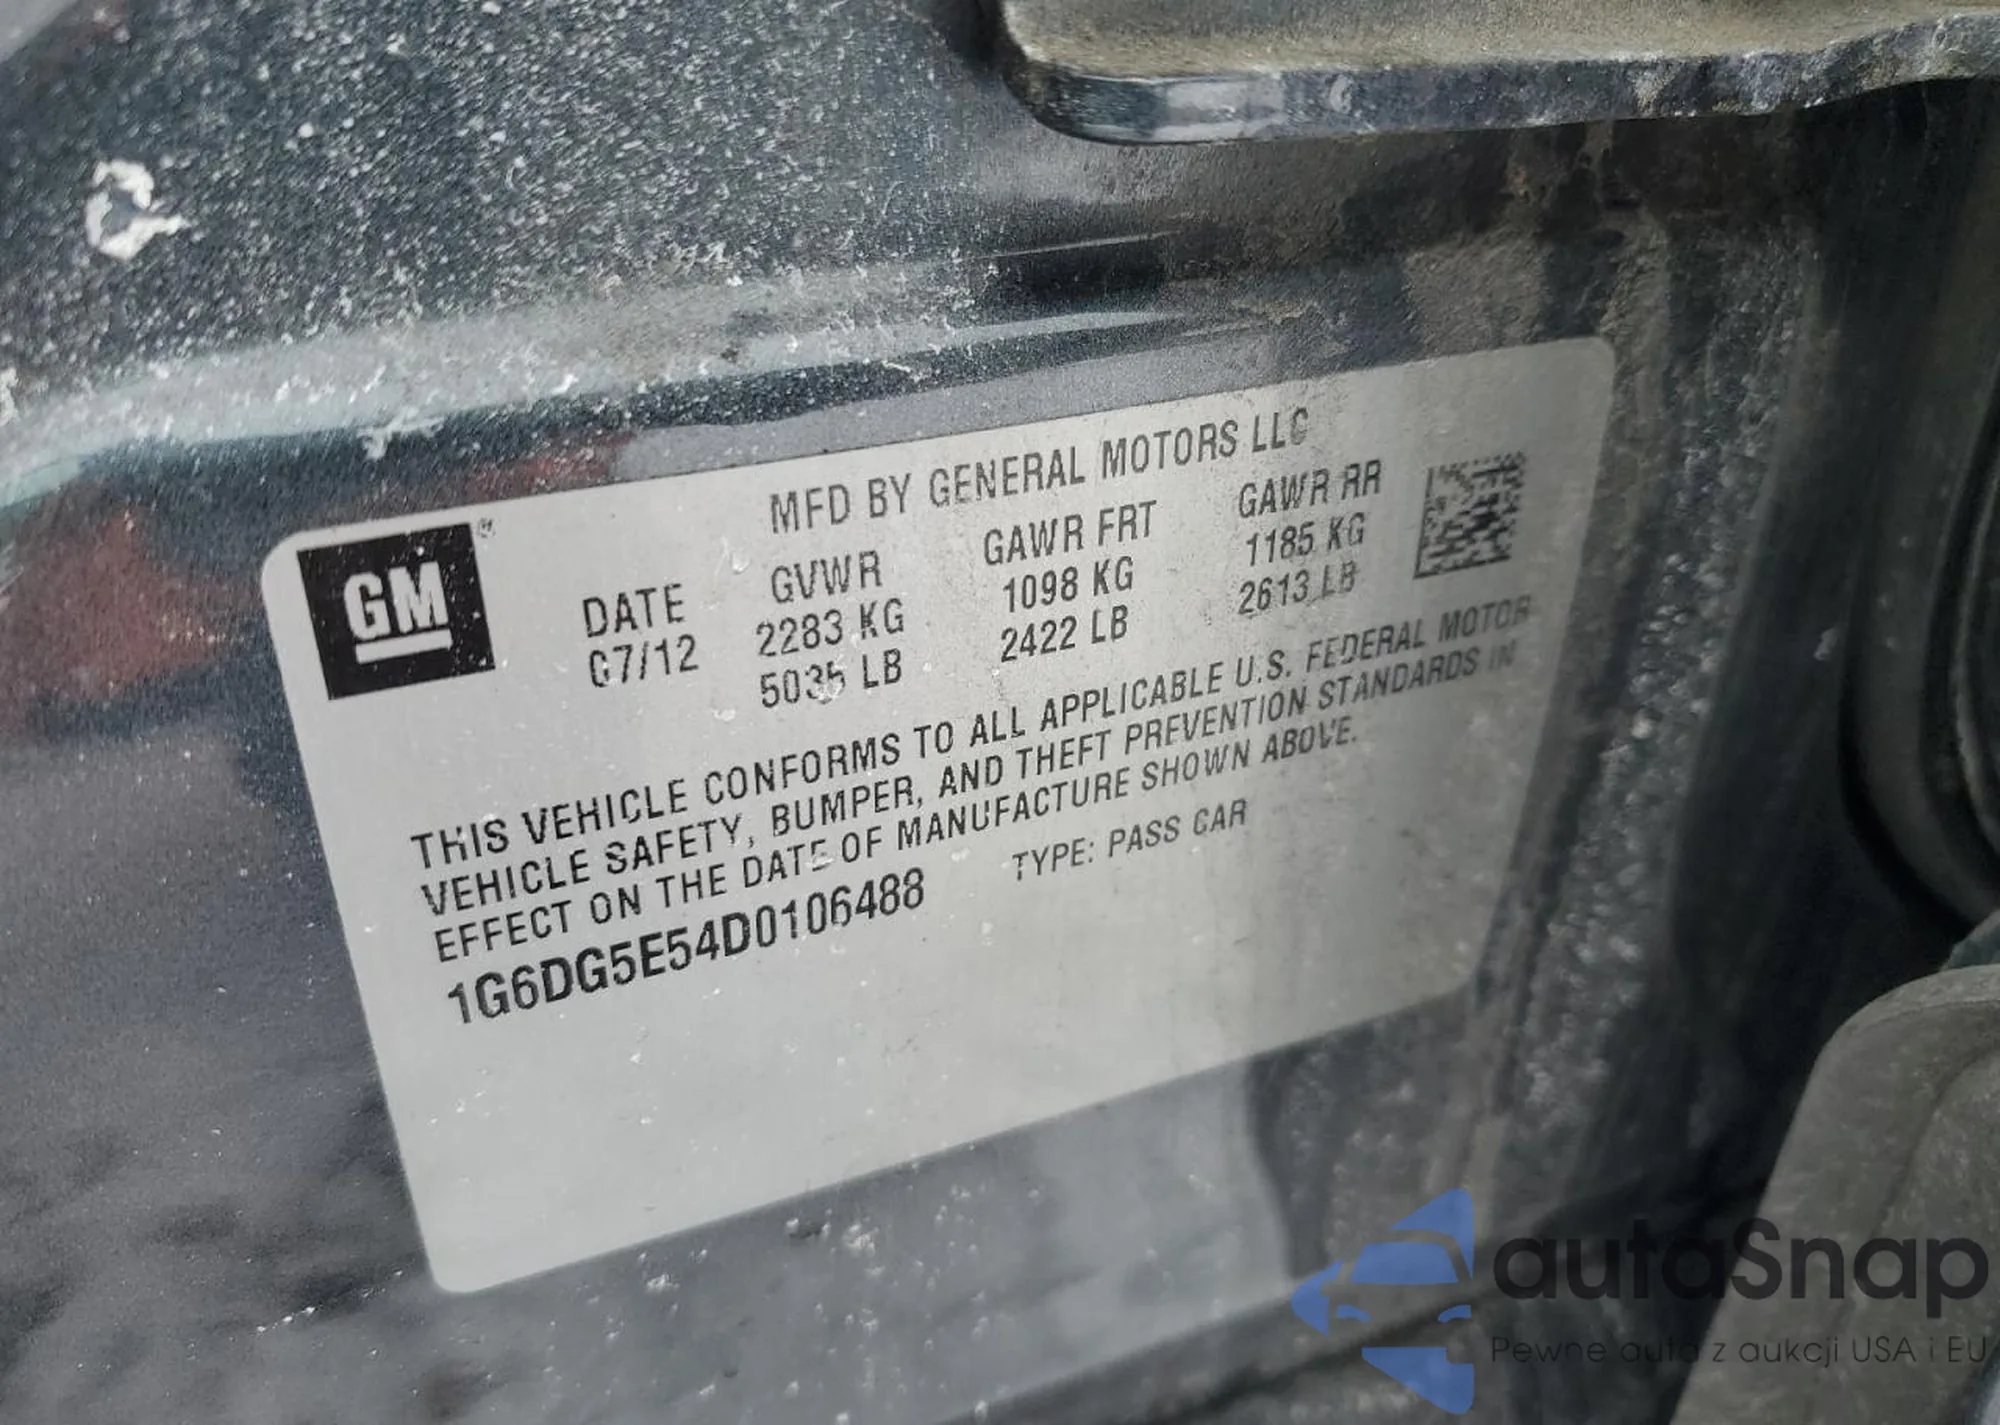 MFD BY GENERAL MOTORS LLC
GM ®
DATE GVWR GAWR FRT GAWR RR
07/12 2283 KG 1098 KG 1185 KG
5035 LB 2422 LB 2613 LB
THIS VEHICLE CONFORMS TO ALL APPLICABLE U.S. FEDERAL MOTOR
VEHICLE SAFETY, BUMPER, AND THEFT PREVENTION STANDARDS IN
EFFECT ON THE DATE OF MANUFACTURE SHOWN ABOVE.
1G6DG5E54D0106488 TYPE: PASS CAR
autaSnap
Pewne auta z aukcji USA i EU